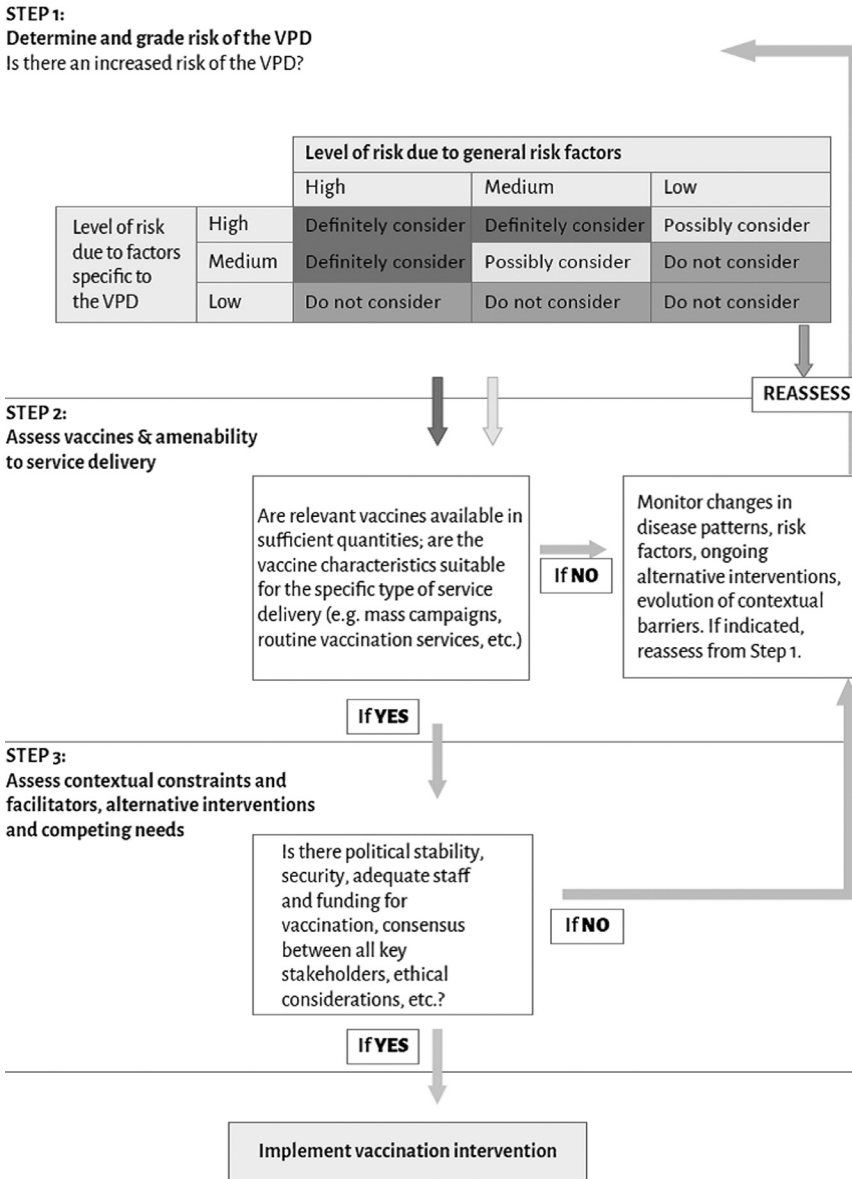 STEP 1:
Determine and grade risk of the VPD
Is there an increased risk of the VPD?
Level of risk due to general risk factors
High Medium Low
Level of risk
due to factors
specific to
the VPD
High Definitely consider Definitely consider Possibly consider
Medium Definitely consider Possibly consider Do not consider
Low Do not consider Do not consider Do not consider
REASSESS
STEP 2:
Assess vaccines & amenability
to service delivery
Are relevant vaccines available in
sufficient quantities; are the
vaccine characteristics suitable
for the specific type of service
delivery (e.g. mass campaigns,
routine vaccination services, etc.)
If NO
Monitor changes in
disease patterns, risk
factors, ongoing
alternative interventions,
evolution of contextual
barriers. If indicated,
reassess from Step 1.
If YES
STEP 3:
Assess contextual constraints and
facilitators, alternative interventions
and competing needs
Is there political stability,
security, adequate staff
and funding for
vaccination, consensus
between all key
stakeholders, ethical
considerations, etc.?
If NO
If YES
Implement vaccination intervention